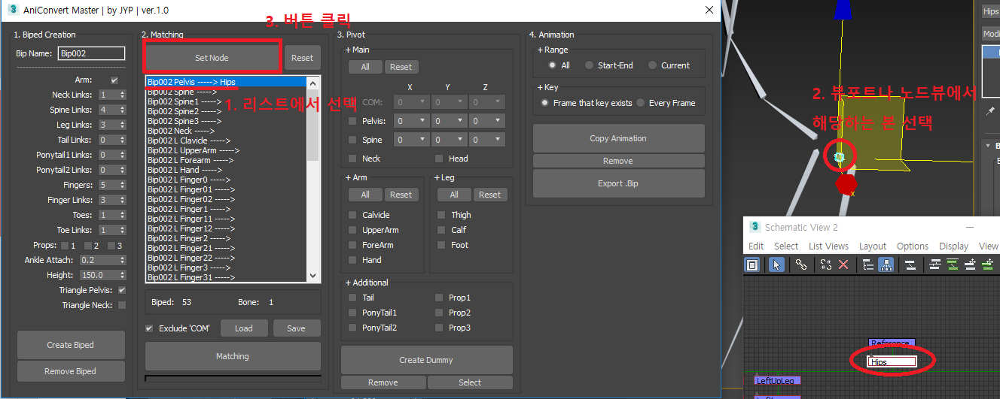 AniConvert Master | by JYP | ver.1.0
3. 버튼 클릭
1. Biped Creation
Bip Name:
Bip002
Arm:
Neck Links: 1
Spine Links: 4
Leg Links: 3
Tail Links: 0
Ponytail1 Links: 0
Ponytail2 Links: 0
Fingers: 5
Finger Links: 3
Toes: 1
Toe Links: 1
Props: 1 2 3
Ankle Attach: 0.2
Height: 150.0
Triangle Pelvis:
Triangle Neck:
Create Biped
Remove Biped
2. Matching
Set Node
Reset
Bip002 Pelvis -----> Hips
Bip002 Spine ----->
Bip002 Spine1 ----->
Bip002 Spine2 ----->
Bip002 Spine3 ----->
Bip002 Neck ----->
Bip002 L Clavicle ----->
Bip002 L UpperArm ----->
Bip002 L Forearm ----->
Bip002 L Hand ----->
Bip002 L Finger0 ----->
Bip002 L Finger01 ----->
Bip002 L Finger02 ----->
Bip002 L Finger1 ----->
Bip002 L Finger11 ----->
Bip002 L Finger12 ----->
Bip002 L Finger2 ----->
Bip002 L Finger21 ----->
Bip002 L Finger22 ----->
Bip002 L Finger3 ----->
Bip002 L Finger31 ----->
1. 리스트에서 선택
Biped: 53 Bone: 1
Exclude 'COM'
Load
Save
Matching
3. Pivot
+ Main
All
Reset
X Y Z
COM: 0 0 0
Pelvis: 0 0 0
Spine 0 0 0
Neck
Head
+ Arm
All
Reset
Calvicle
UpperArm
ForeArm
Hand
+ Leg
All
Reset
Thigh
Calf
Foot
+ Additional
Tail
PonyTail1
PonyTail2
Prop1
Prop2
Prop3
Create Dummy
Remove
Select
4. Animation
+ Range
All
Start-End
Current
+ Key
Frame that key exists
Every Frame
Copy Animation
Remove
Export .Bip
2. 뷰포트나 노드뷰에서
해당하는 본 선택
x
Hips
Modi
Schematic View 2
Edit Select List Views Layout Options Display View
Reference
Hips
LeftUpLeg